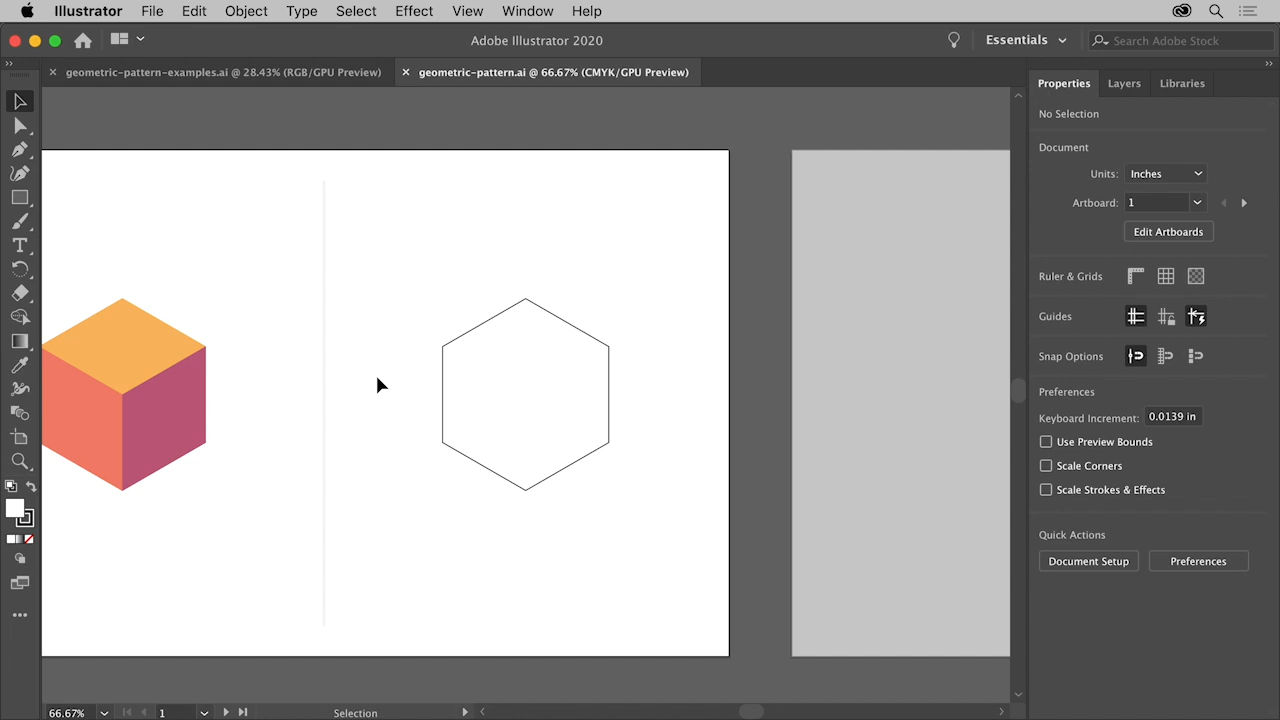 Illustrator File Edit Object Type Select Effect View Window Help
Adobe Illustrator 2020
Essentials
Search Adobe Stock
geometric-pattern-examples.ai @ 28.43% (RGB/GPU Preview)
geometric-pattern.ai @ 66.67% (CMYK/GPU Preview)
Properties Layers Libraries
No Selection
Document
Units: Inches
Artboard: 1
Edit Artboards
Ruler & Grids
Guides
Snap Options
Preferences
Keyboard Increment: 0.0139 in
Use Preview Bounds
Scale Corners
Scale Strokes & Effects
Quick Actions
Document Setup Preferences
66.67% 1 Selection